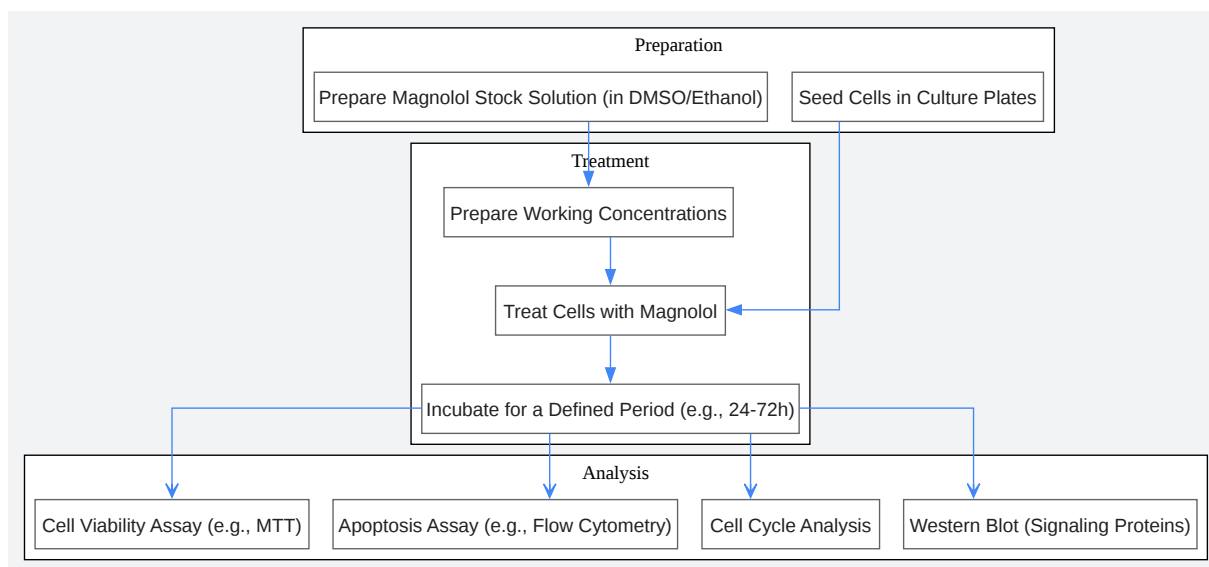 Preparation
Prepare Magnolol Stock Solution (in DMSO/Ethanol)
Seed Cells in Culture Plates
Treatment
Prepare Working Concentrations
Treat Cells with Magnolol
Incubate for a Defined Period (e.g., 24-72h)
Analysis
Cell Viability Assay (e.g., MTT)
Apoptosis Assay (e.g., Flow Cytometry)
Cell Cycle Analysis
Western Blot (Signaling Proteins)